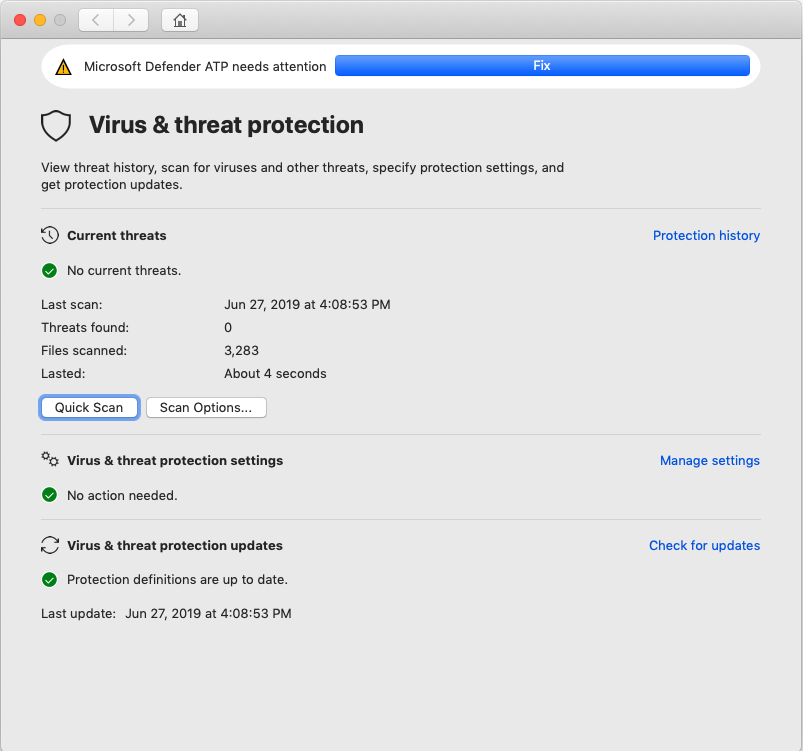 Microsoft Defender ATP needs attention Fix
Virus & threat protection
View threat history, scan for viruses and other threats, specify protection settings, and
get protection updates.
Current threats Protection history
No current threats.
Last scan: Jun 27, 2019 at 4:08:53 PM
Threats found: 0
Files scanned: 3,283
Lasted: About 4 seconds
Quick Scan Scan Options...
Virus & threat protection settings Manage settings
No action needed.
Virus & threat protection updates Check for updates
Protection definitions are up to date.
Last update: Jun 27, 2019 at 4:08:53 PM